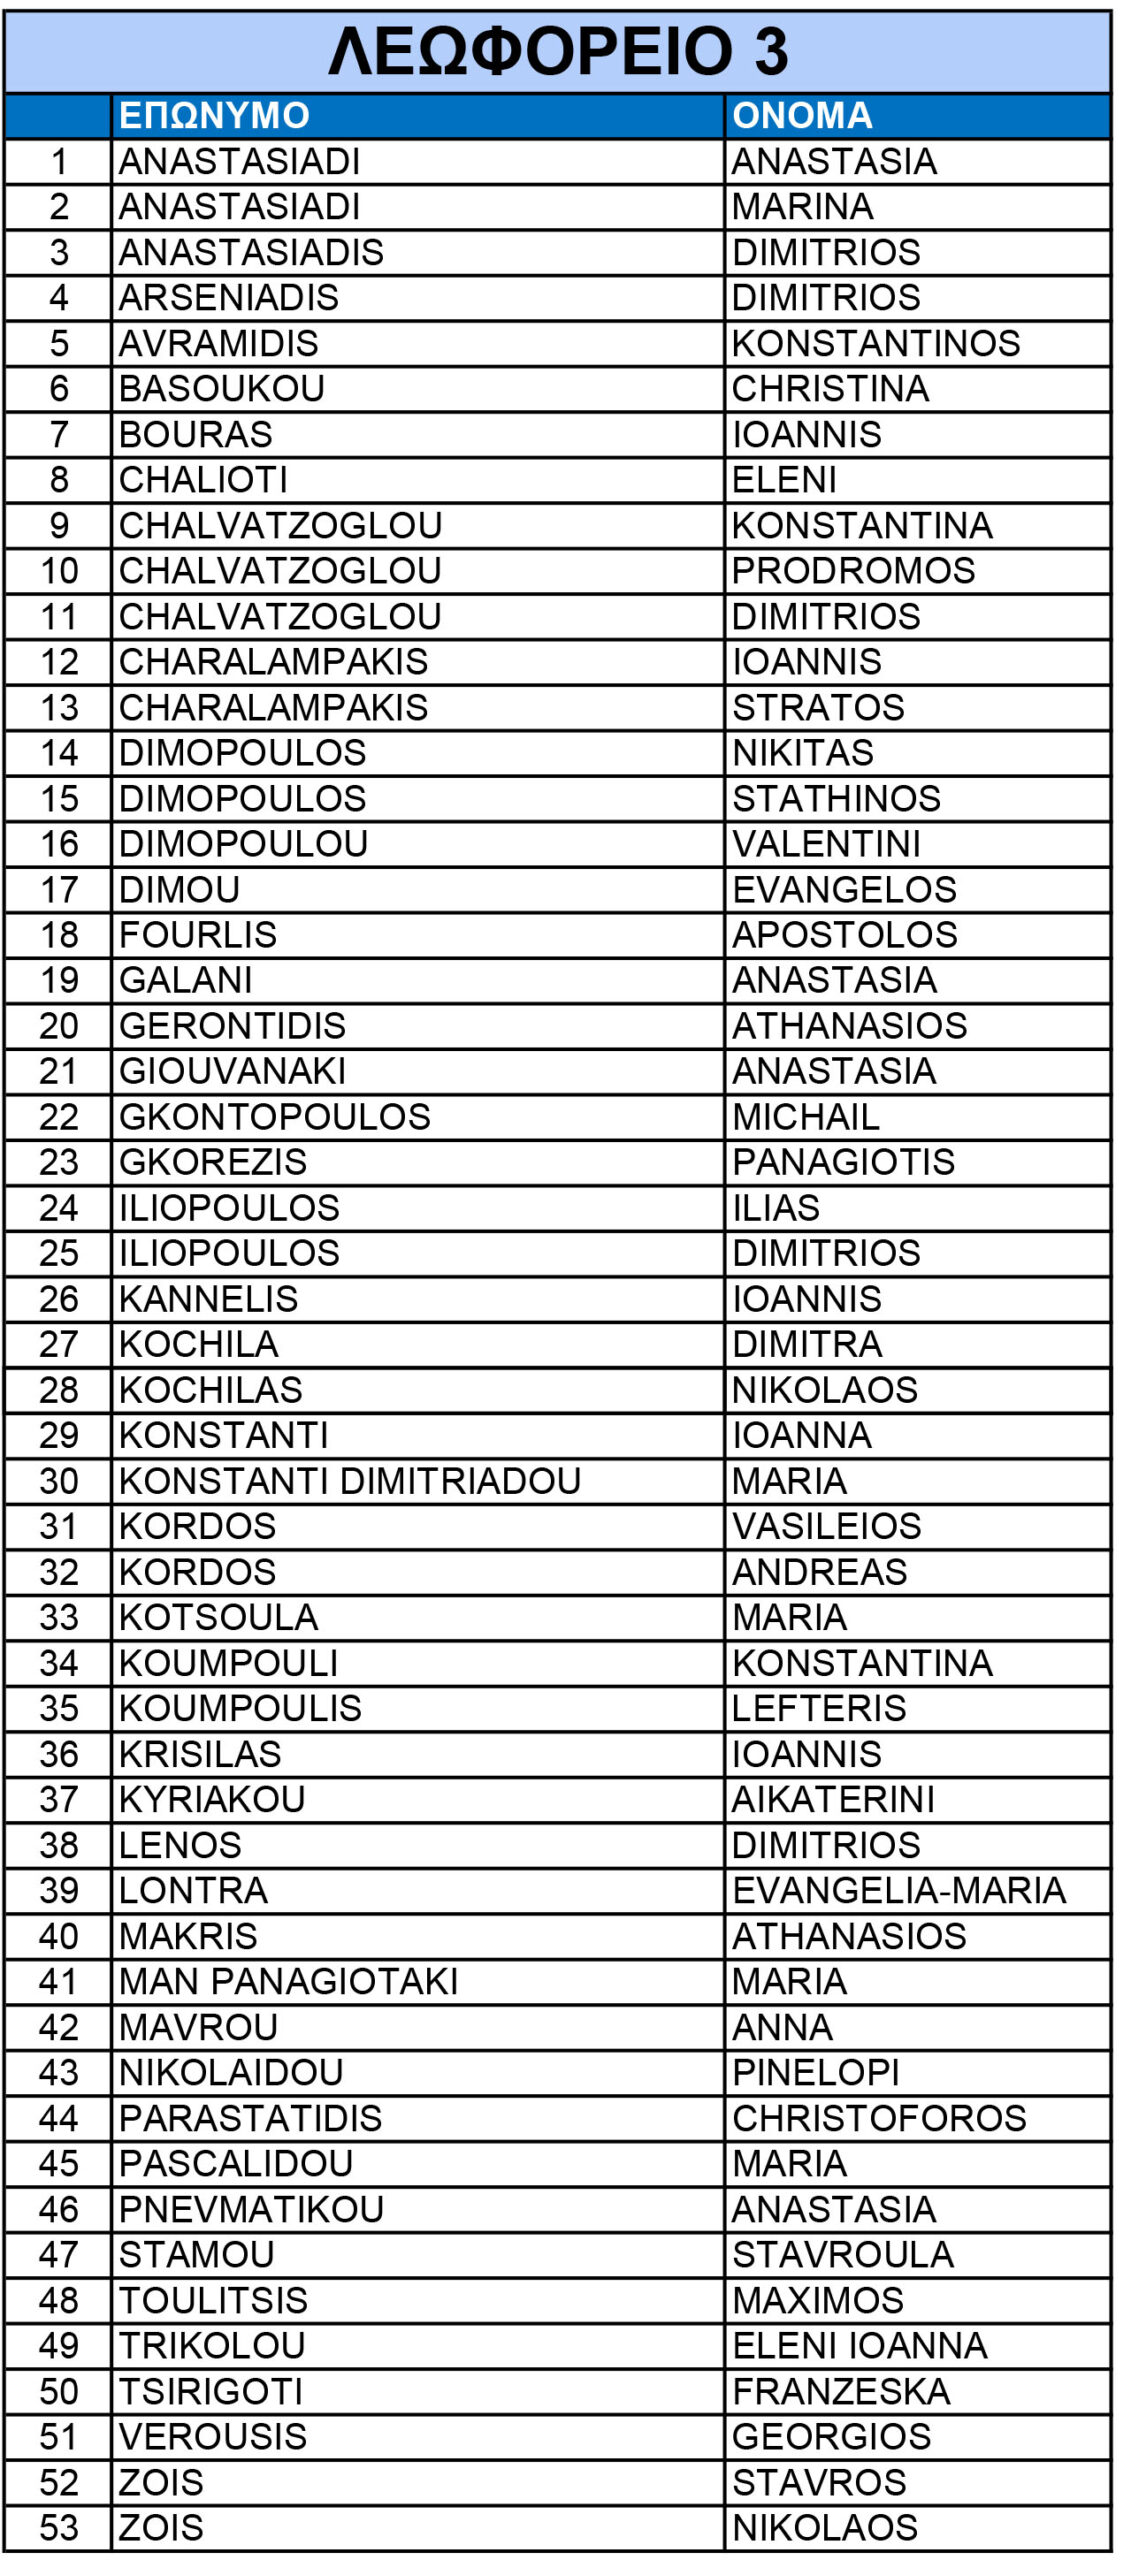 ΛΕΩΦΟΡΕΙΟ 3
ΕΠΩΝΥΜΟ ΟΝΟΜΑ
1 ANASTASIADI ANASTASIA
2 ANASTASIADI MARINA
3 ANASTASIADIS DIMITRIOS
4 ARSENIADIS DIMITRIOS
5 AVRAMIDIS KONSTANTINOS
6 BASOUKOU CHRISTINA
7 BOURAS IOANNIS
8 CHALIOTI ELENI
9 CHALVATZOGLOU KONSTANTINA
10 CHALVATZOGLOU PRODROMOS
11 CHALVATZOGLOU DIMITRIOS
12 CHARALAMPAKIS IOANNIS
13 CHARALAMPAKIS STRATOS
14 DIMOPOULOS NIKITAS
15 DIMOPOULOS STATHINOS
16 DIMOPOULOU VALENTINI
17 DIMOU EVANGELOS
18 FOURLIS APOSTOLOS
19 GALANI ANASTASIA
20 GERONTIDIS ATHANASIOS
21 GIOUVANAKI ANASTASIA
22 GKONTOPOULOS MICHAIL
23 GKOREZIS PANAGIOTIS
24 ILIOPOULOS ILIAS
25 ILIOPOULOS DIMITRIOS
26 KANNELIS IOANNIS
27 KOCHILA DIMITRA
28 KOCHILAS NIKOLAOS
29 KONSTANTI IOANNA
30 KONSTANTI DIMITRIADOU MARIA
31 KORDOS VASILEIOS
32 KORDOS ANDREAS
33 KOTSOULA MARIA
34 KOUMPOULI KONSTANTINA
35 KOUMPOULIS LEFTERIS
36 KRISILAS IOANNIS
37 KYRIAKOU AIKATERINI
38 LENOS DIMITRIOS
39 LONTRA EVANGELIA-MARIA
40 MAKRIS ATHANASIOS
41 MAN PANAGIOTAKI MARIA
42 MAVROU ANNA
43 NIKOLAIDOU PINELOPI
44 PARASTATIDIS CHRISTOFOROS
45 PASCALIDOU MARIA
46 PNEVMATIKOU ANASTASIA
47 STAMOU STAVROULA
48 TOULITSIS MAXIMOS
49 TRIKOLOU ELENI IOANNA
50 TSIRIGOTI FRANZESKA
51 VEROUSIS GEORGIOS
52 ZOIS STAVROS
53 ZOIS NIKOLAOS